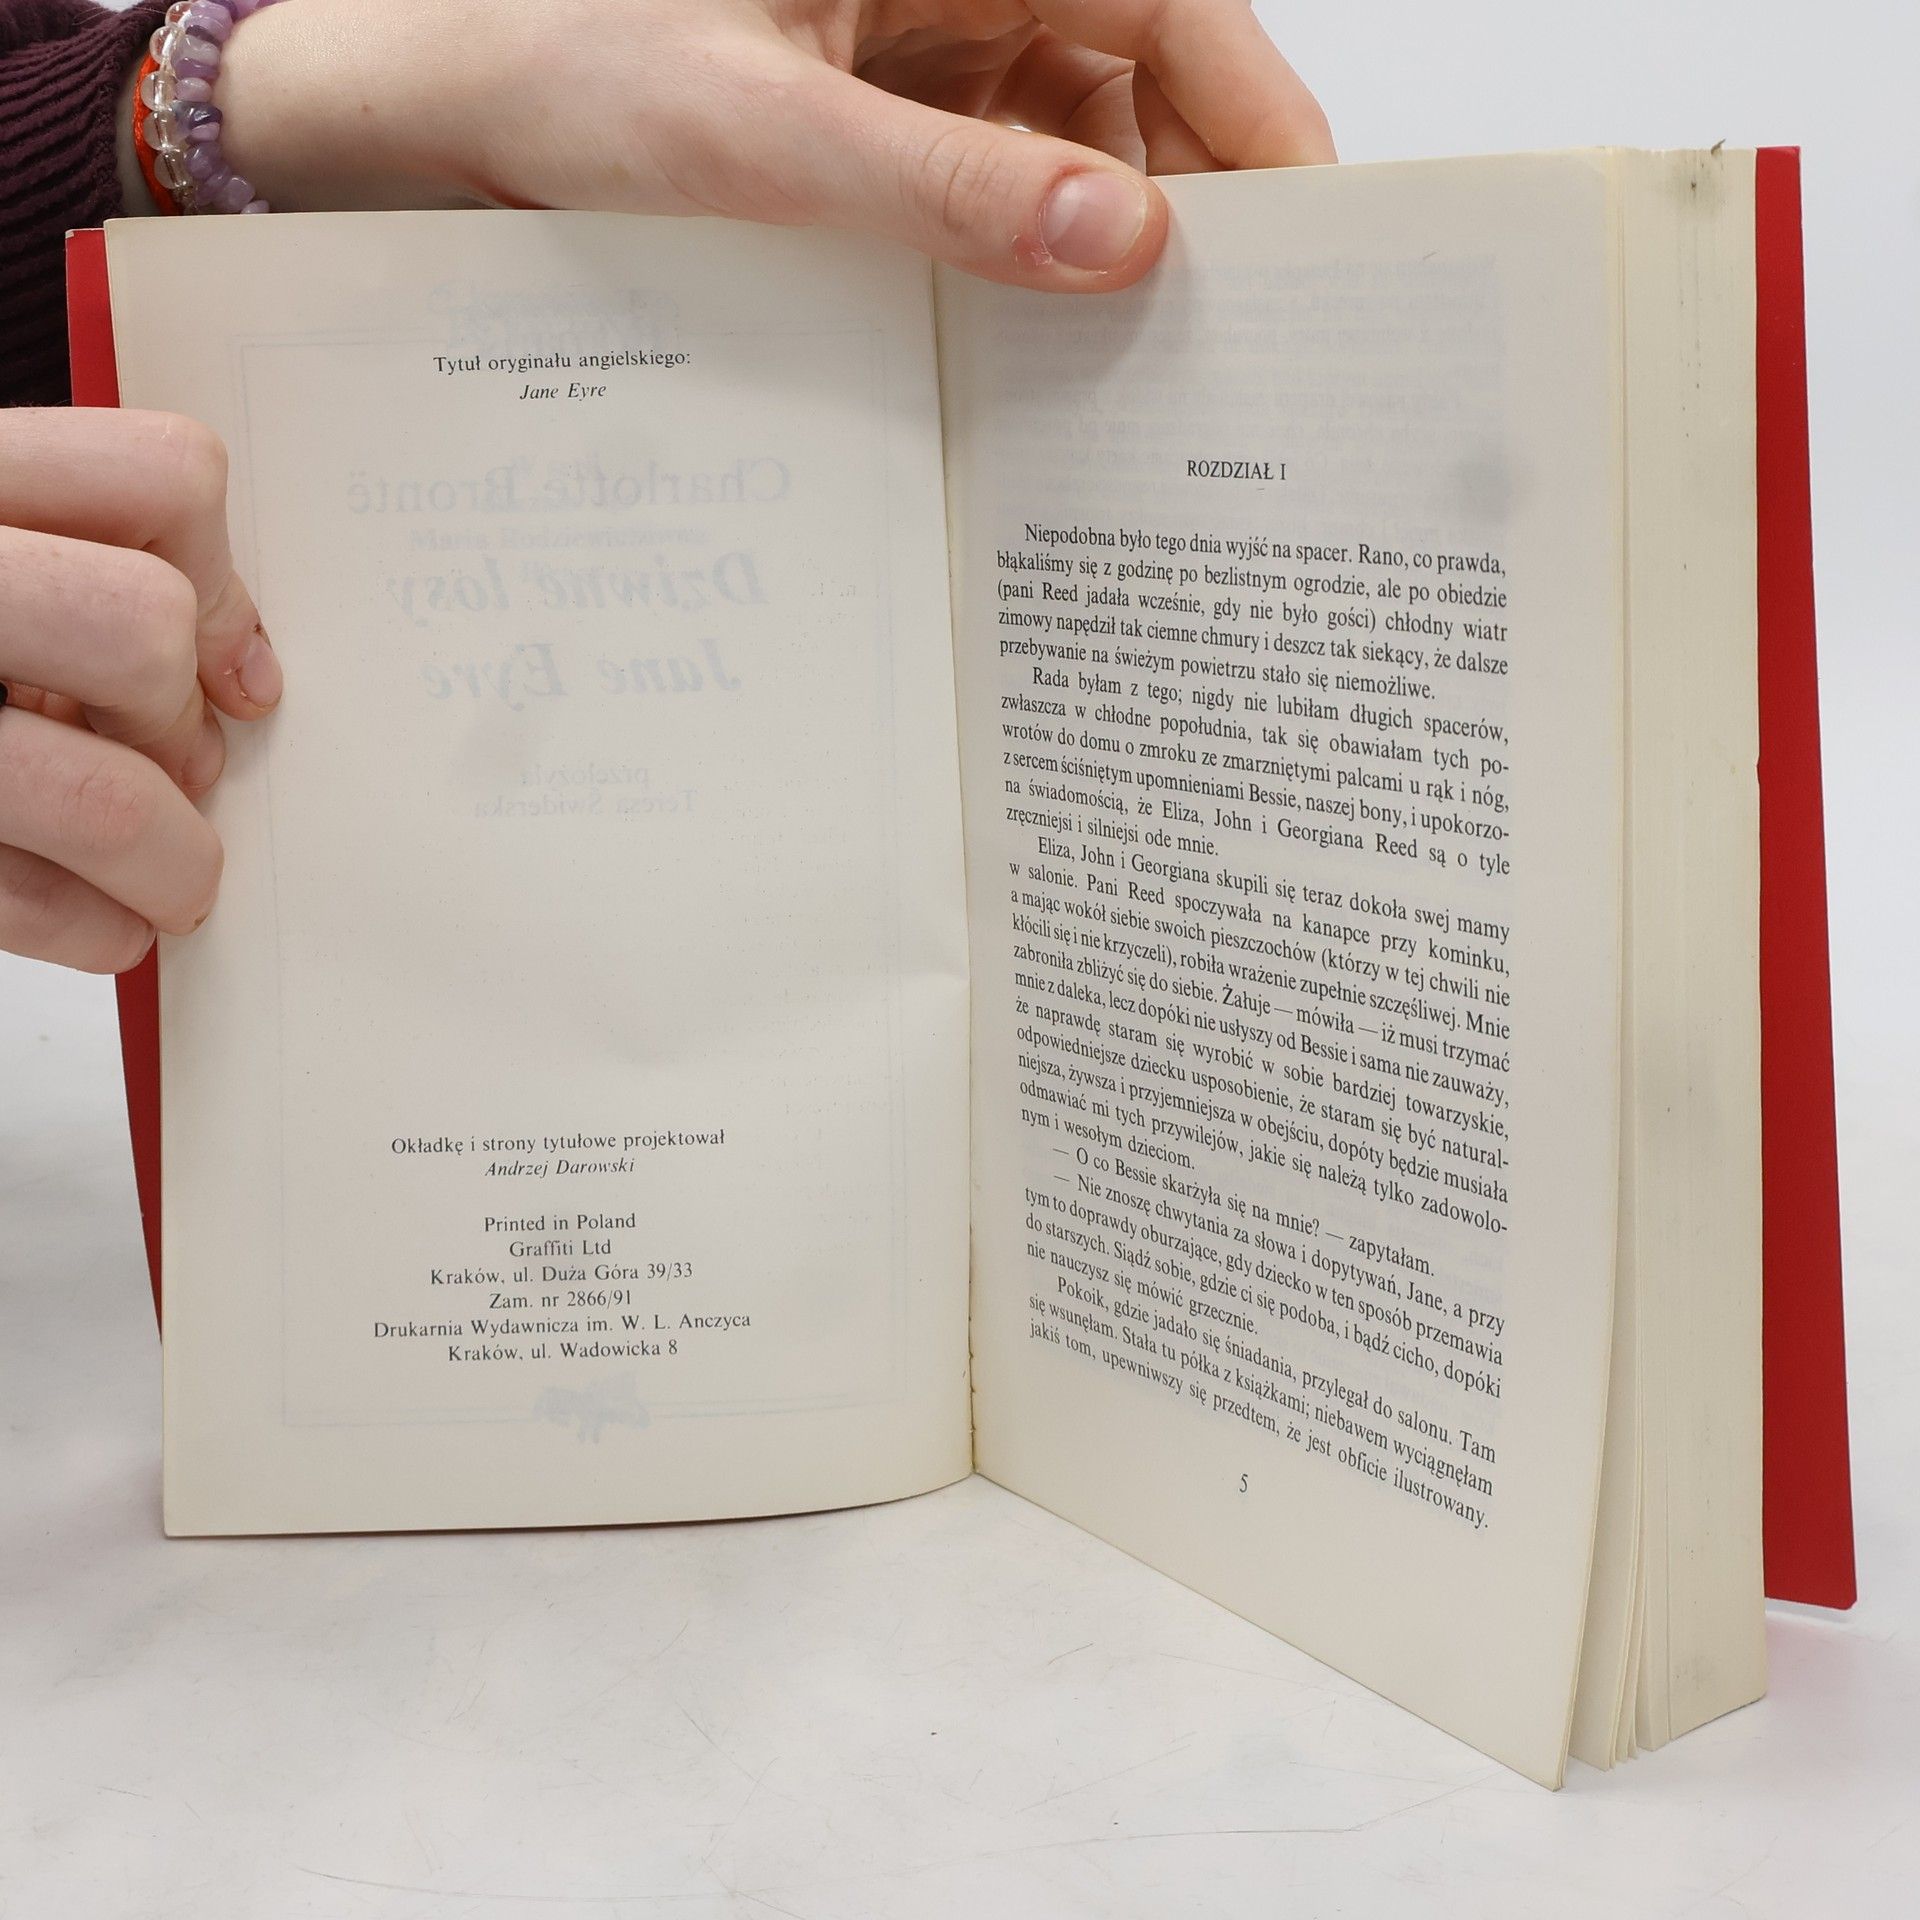 Tytuł oryginału angielskiego:
Jane Eyre
Charlotte Brontë
Dziwne losy
Jane Eyre
przełożyła
Teresa Świderska
Okładkę i strony tytułowe projektował
Andrzej Darowski
Printed in Poland
Graffiti Ltd
Kraków, ul. Duża Góra 39/33
Zam. nr 2866/91
Drukarnia Wydawnicza im. W. L. Anczyca
Kraków, ul. Wadowicka 8
ROZDZIAŁ I
Niepodobna było tego dnia wyjść na spacer. Rano, co prawda,
błąkaliśmy się z godzinę po bezlistnym ogrodzie, ale po obiedzie
(pani Reed jadała wcześnie, gdy nie było gości) chłodny wiatr
zimowy napędził tak ciemne chmury i deszcz tak siekący, że dalsze
przebywanie na świeżym powietrzu stało się niemożliwe.
Rada byłam z tego; nigdy nie lubiłam długich spacerów,
zwłaszcza w chłodne popołudnia, tak się obawiałam tych po-
wrotów do domu o zmroku ze zmarzniętymi palcami u rąk i nóg,
z sercem ściśniętym upomnieniami Bessie, naszej bony, i upokorzo-
na świadomością, że Eliza, John i Georgiana Reed są o tyle
zręczniejsi i silniejsi ode mnie.
Eliza, John i Georgiana skupili się teraz dokoła swej mamy
w salonie. Pani Reed spoczywała na kanapce przy kominku,
a mając wokół siebie swoich pieszczochów (którzy w tej chwili nie
kłócili się i nie krzyczeli), robiła wrażenie zupełnie szczęśliwej. Mnie
zabroniła zbliżyć się do siebie. Żałuje — mówiła — iż musi trzymać
mnie z daleka, lecz dopóki nie usłyszy od Bessie i sama nie zauważy,
że naprawdę staram się wyrobić w sobie bardziej towarzyskie,
odpowiedniejsze dziecku usposobienie, że staram się być natural-
niejsza, żywsza i przyjemniejsza w obejściu, dopóty będzie musiała
odmawiać mi tych przywilejów, jakie się należą tylko zadowolo-
nym i wesołym dzieciom.
— O co Bessie skarżyła się na mnie? — zapytałam.
— Nie znoszę chwytania za słowa i dopytywań, Jane, a przy
tym to doprawdy oburzające, gdy dziecko w ten sposób przemawia
do starszych. Siądź sobie, gdzie ci się podoba, i bądź cicho, dopóki
nie nauczysz się mówić grzecznie.
Pokoik, gdzie jadało się śniadania, przylegał do salonu. Tam
się wsunęłam. Stała tu półka z książkami; niebawem wyciągnęłam
jakiś tom, upewniwszy się przedtem, że jest obficie ilustrowany.
5